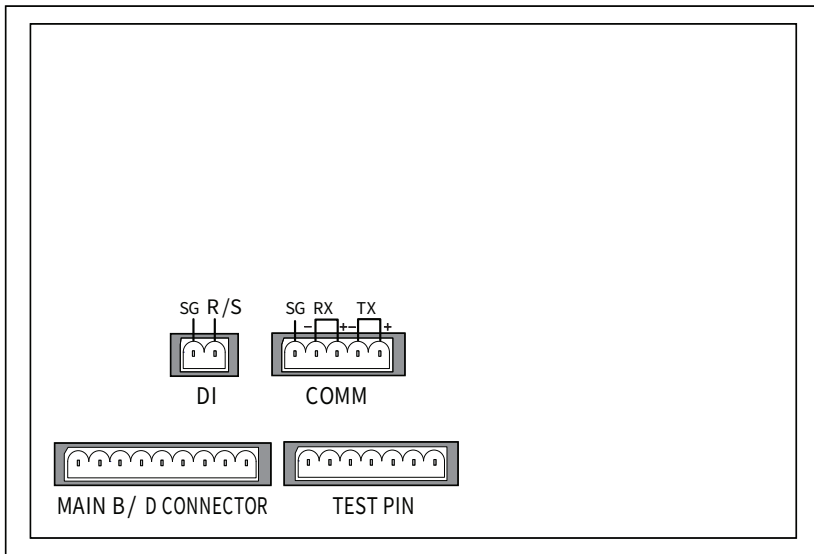 SG R/S SG RX TX
– +– +
DI COMM
MAIN B/ D CONNECTOR TEST PIN